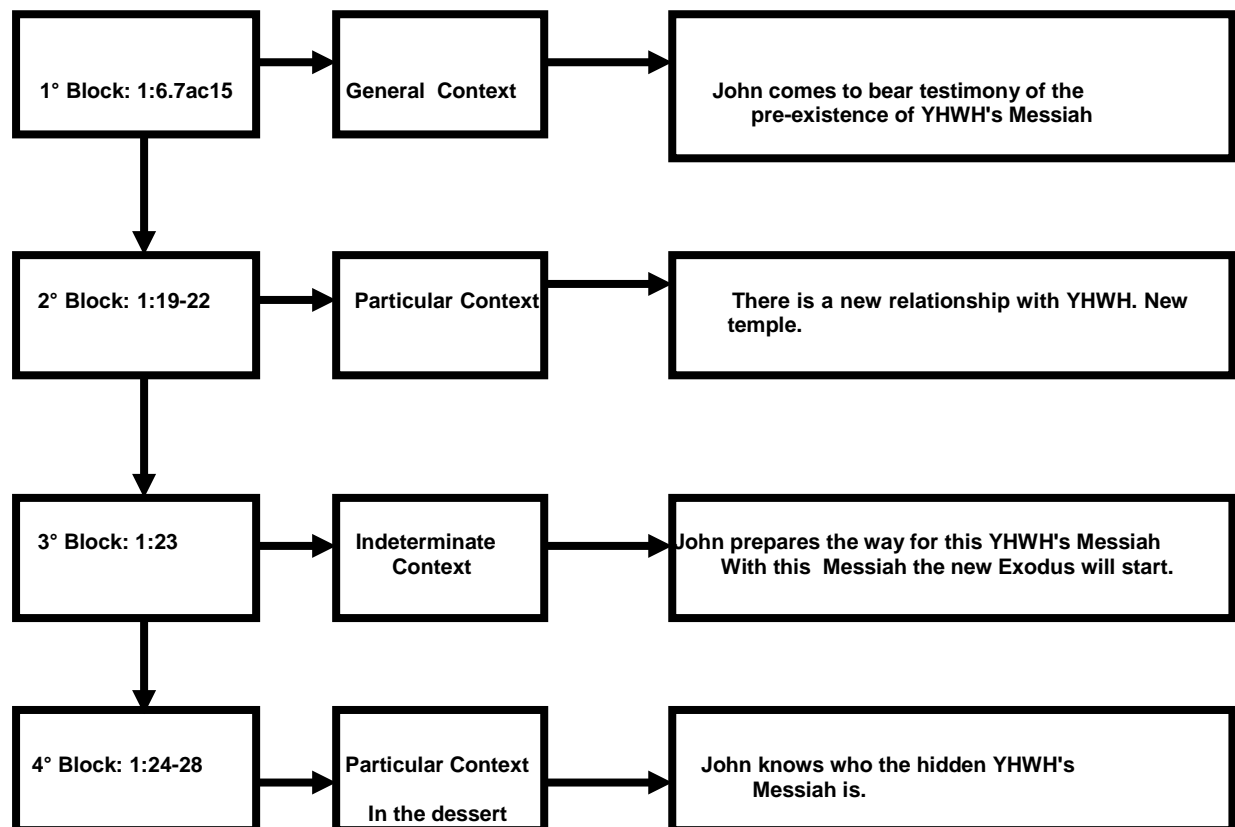 1° Block: 1:6.7ac15
General Context
John comes to bear testimony of the
pre-existence of YHWH's Messiah
2° Block: 1:19-22
Particular Context
There is a new relationship with YHWH. New
temple.
3° Block: 1:23
Indeterminate
Context
John prepares the way for this YHWH's Messiah
With this Messiah the new Exodus will start.
4° Block: 1:24-28
Particular Context
In the dessert
John knows who the hidden YHWH's
Messiah is.